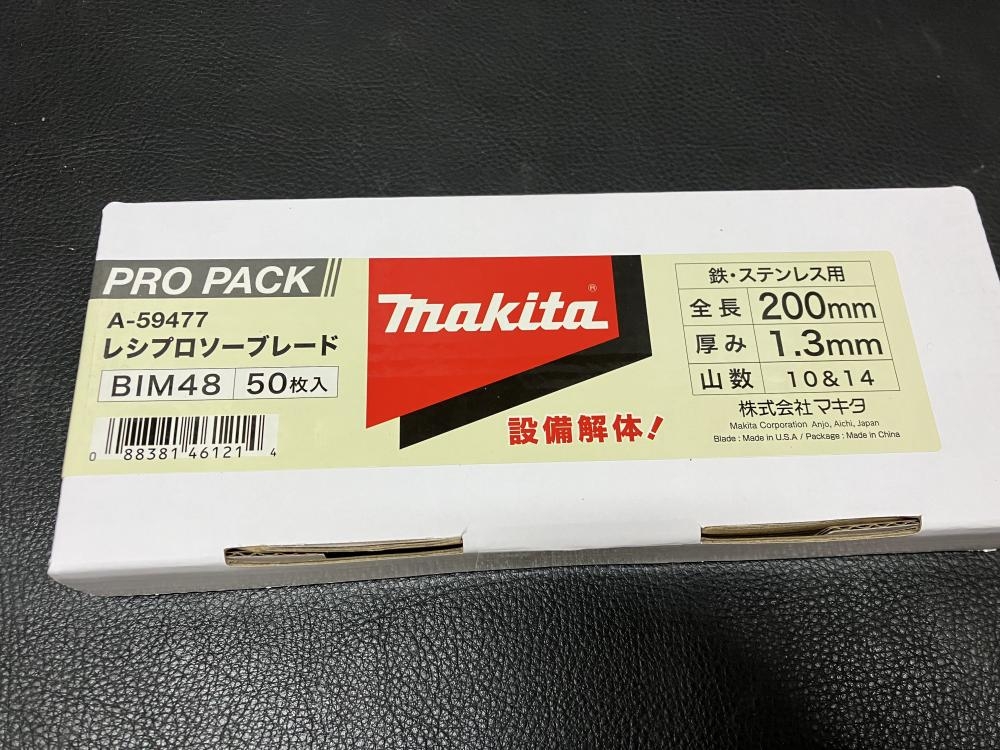 PRO PACK
A-59477
レシプロソーブレード
BIM48 50枚入
0 88381 46121 4
makita®
設備解体!
鉄・ステンレス用
全長 200mm
厚み 1.3mm
山数 10&14
株式会社マキタ
Makita Corporation Anjo, Aichi, Japan
Blade : Made in U.S.A / Package : Made in China